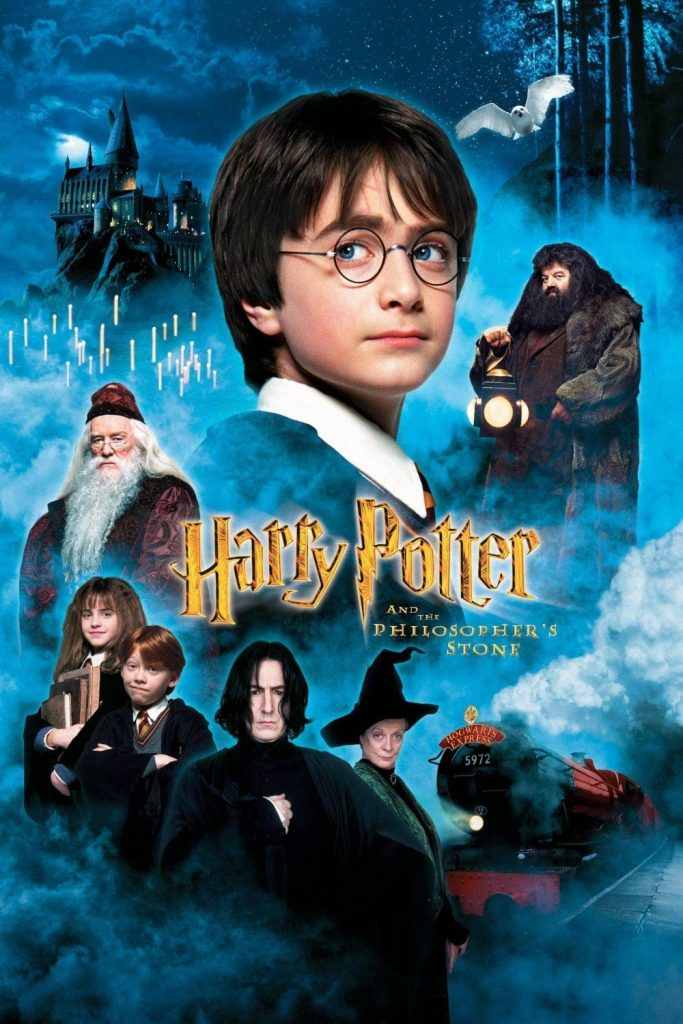 Harry Potter
AND THE
PHILOSOPHER'S
STONE
HOGWARTS
EXPRESS
5972